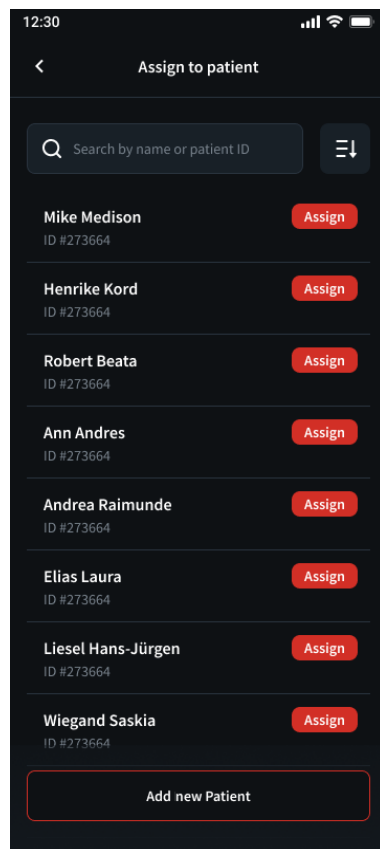 12:30
Assign to patient
Search by name or patient ID
Mike Medison
Assign
ID #273664
Henrike Kord
Assign
ID #273664
Robert Beata
Assign
ID #273664
Ann Andres
Assign
ID #273664
Andrea Raimunde
Assign
ID #273664
Elias Laura
Assign
ID #273664
Liesel Hans-Jürgen
Assign
ID #273664
Wiegand Saskia
Assign
ID #273664
Add new Patient